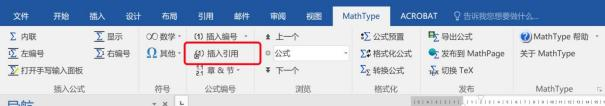 文件 开始 插入 设计 布局 引用 邮件 审阅 视图 MathType ACROBAT 告诉我您想要做什么...
Σ 内联 Σ 显示 ∞ 数学 (1) 插入编号 上一个 公式预置 导出公式 MathType 帮助
Σ 左编号 Σ 右编号 Ω 其他 插入引用 公式 格式化公式 发布到 MathPage 关于 MathType
打开手写输入面板 章 & 节 下一个 转换公式 切换 TeX
插入公式 符号 公式编号 浏览 格式化 发布 MathType
导航